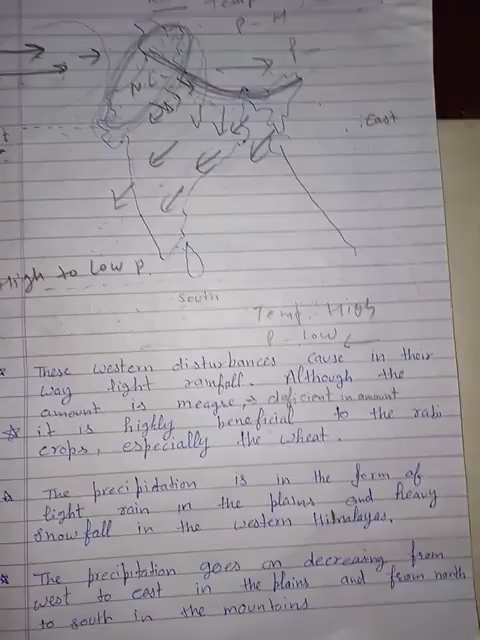 Temp
P - H
P -
N.C
East
High to Low P.
South
Temp. High
P - Low
These western disturbances cause in their
way light rainfall. Although the
amount is meagre, → deficient in amount
it is highly beneficial to the rabi
crops, especially the wheat.
The precipidation is in the form of
light rain in the plains and heavy
snowfall in the western Himalayas.
The precipitation goes on decreasing from
west to east in the plains and from north
to south in the mountains